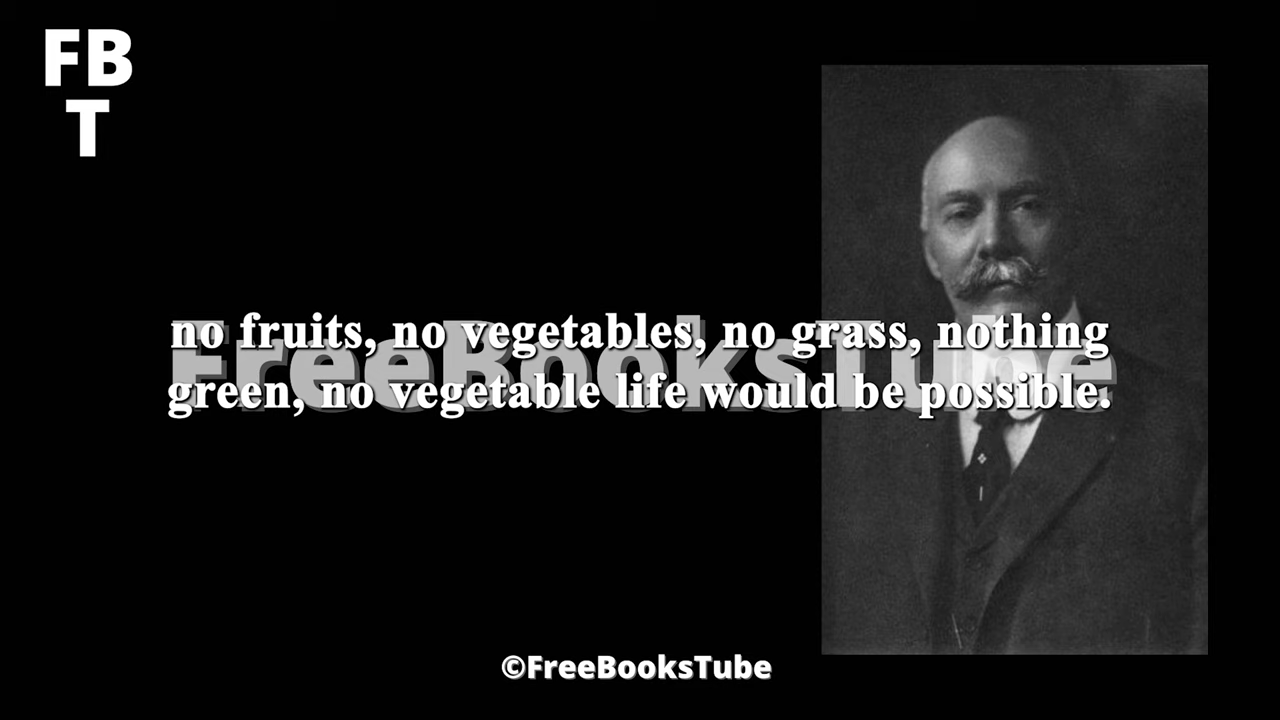 FB
T
no fruits, no vegetables, no grass, nothing
green, no vegetable life would be possible.
FreeBooksTube
©FreeBooksTube